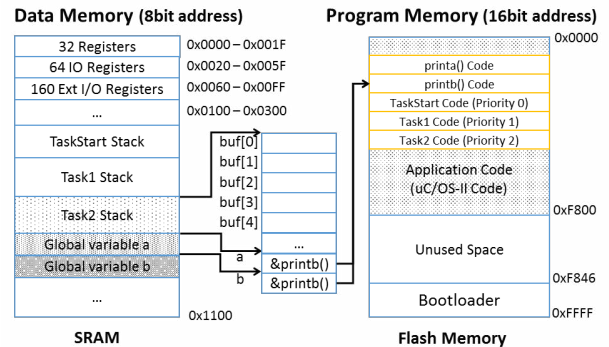 Data Memory (8bit address)
Program Memory (16bit address)
32 Registers
0x0000 – 0x001F
64 IO Registers
0x0020 – 0x005F
160 Ext I/O Registers
0x0060 – 0x00FF
...
0x0100 – 0x0300
TaskStart Stack
Task1 Stack
Task2 Stack
Global variable a
Global variable b
...
0x1100
SRAM
buf[0]
buf[1]
buf[2]
buf[3]
buf[4]
...
a
&printb()
b
&printb()
0x0000
printa() Code
printb() Code
TaskStart Code (Priority 0)
Task1 Code (Priority 1)
Task2 Code (Priority 2)
Application Code
(uC/OS-II Code)
0xF800
Unused Space
0xF846
Bootloader
0xFFFF
Flash Memory